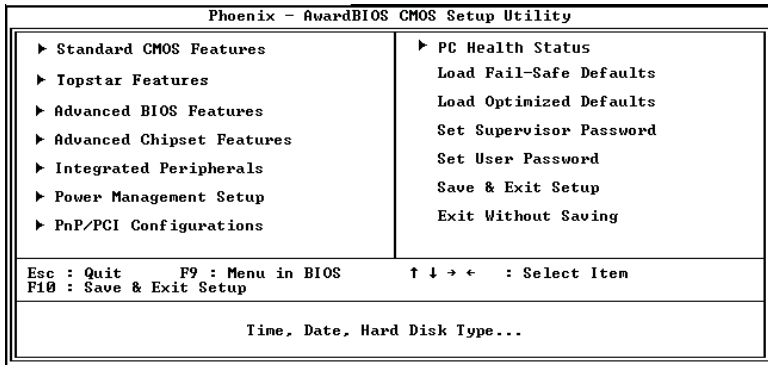 Phoenix - AwardBIOS CMOS Setup Utility
▶ Standard CMOS Features
▶ Topstar Features
▶ Advanced BIOS Features
▶ Advanced Chipset Features
▶ Integrated Peripherals
▶ Power Management Setup
▶ PnP/PCI Configurations
▶ PC Health Status
Load Fail-Safe Defaults
Load Optimized Defaults
Set Supervisor Password
Set User Password
Save & Exit Setup
Exit Without Saving
Esc : Quit F9 : Menu in BIOS ↑ ↓ → ← : Select Item
F10 : Save & Exit Setup
Time, Date, Hard Disk Type...